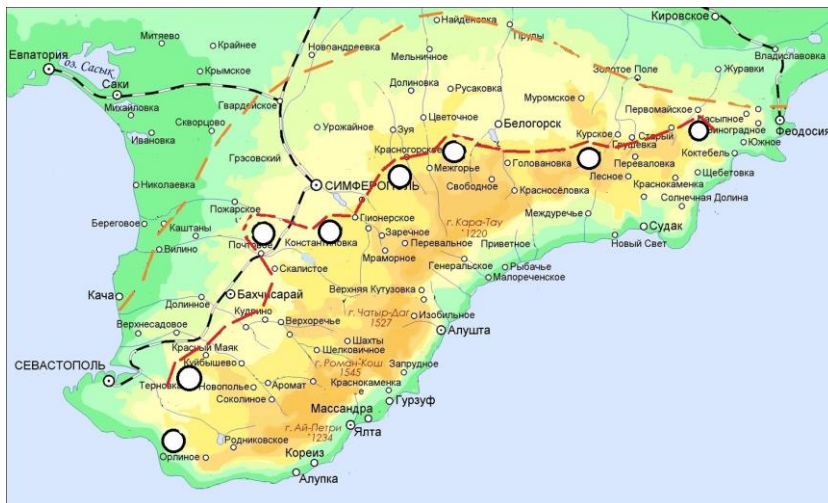 Найденовка
Кировское
Митяево
Крайнее
Новоандреевка
Пруды
Евпатория
оз. Сасык
Мельничное
Владиславовка
Крымское
Саки
Долиновка
Русаковка
Золотое Поле
Журавки
Гвардейское
Муромское
Михайловка
Скворцово
Урожайное
Зуя
Цветочное
Белогорск
Первомайское
Насыпное
Ивановка
Курское
Старый
Виноградное
Феодосия
Грушевка
Южное
Грэсовский
Красногорское
Межгорье
Головановка
Переваловка
Коктебель
Николаевка
СИМФЕРОПОЛЬ
Свободное
Лесное
Щебетовка
Красносёловка
Краснокаменка
Солнечная Долина
Пожарское
Пионерское
г. Кара-Тау
1220
Междуречье
Береговое
Каштаны
Заречное
Судак
Вилино
Почтовое
Константиновка
Перевальное
Приветное
Новый Свет
Скалистое
Мраморное
Генеральское
Рыбачье
Малореченское
Кача
Долинное
Бахчисарай
Верхняя Кутузовка
г. Чатыр-Даг
1527
Изобильное
Верхнесадовое
Кудрино
Верхоречье
Алушта
Красный Маяк
Шахты
Щелковичное
СЕВАСТОПОЛЬ
Куйбышево
г. Роман-Кош
1545
Запрудное
Терновка
Новополье
Аромат
Краснокаменка
Соколиное
Гурзуф
Массандра
г. Ай-Петри
1234
Ялта
Родниковское
Орлиное
Кореиз
Алупка